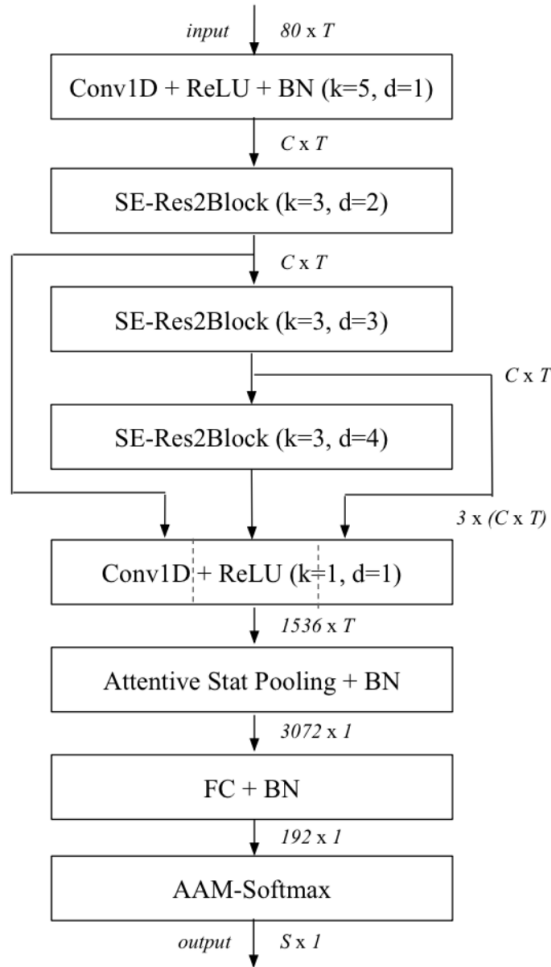 input 80 x T
Conv1D + ReLU + BN (k=5, d=1)
C x T
SE-Res2Block (k=3, d=2)
C x T
SE-Res2Block (k=3, d=3)
C x T
SE-Res2Block (k=3, d=4)
3 x (C x T)
Conv1D + ReLU (k=1, d=1)
1536 x T
Attentive Stat Pooling + BN
3072 x 1
FC + BN
192 x 1
AAM-Softmax
output S x 1